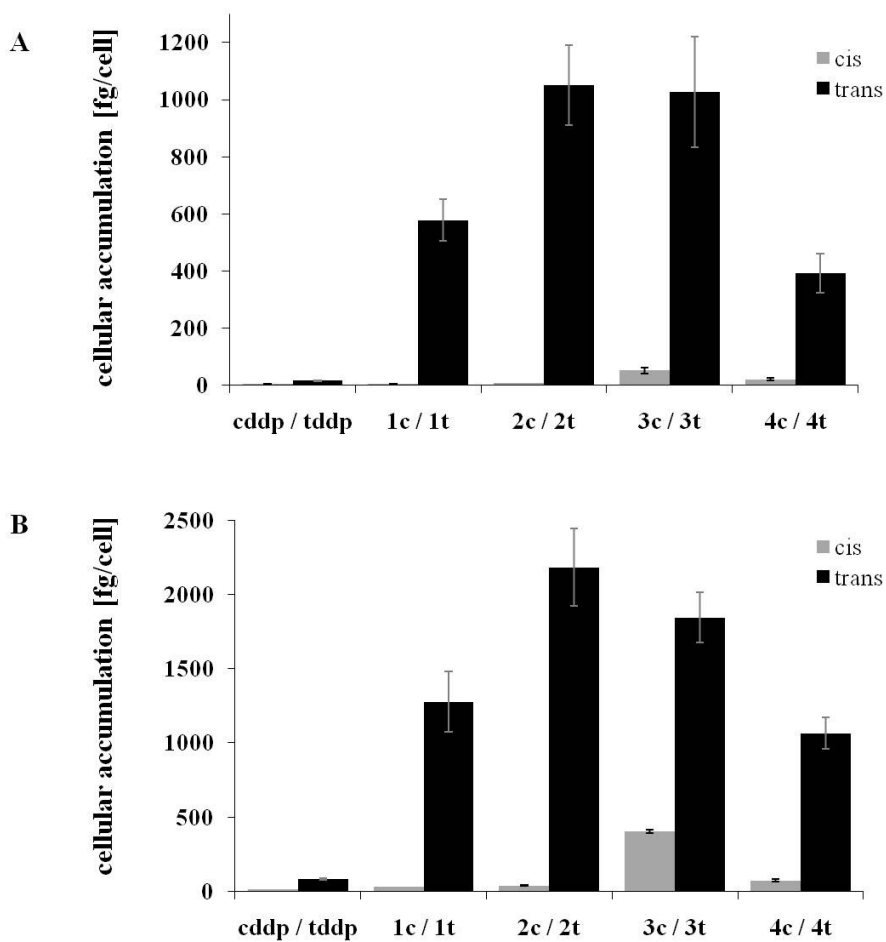 A
cellular accumulation [fg/cell]
1200
1000
800
600
400
200
0
cis
trans
cddp / tddp
1c / 1t
2c / 2t
3c / 3t
4c / 4t
B
cellular accumulation [fg/cell]
2500
2000
1500
1000
500
0
cis
trans
cddp / tddp
1c / 1t
2c / 2t
3c / 3t
4c / 4t